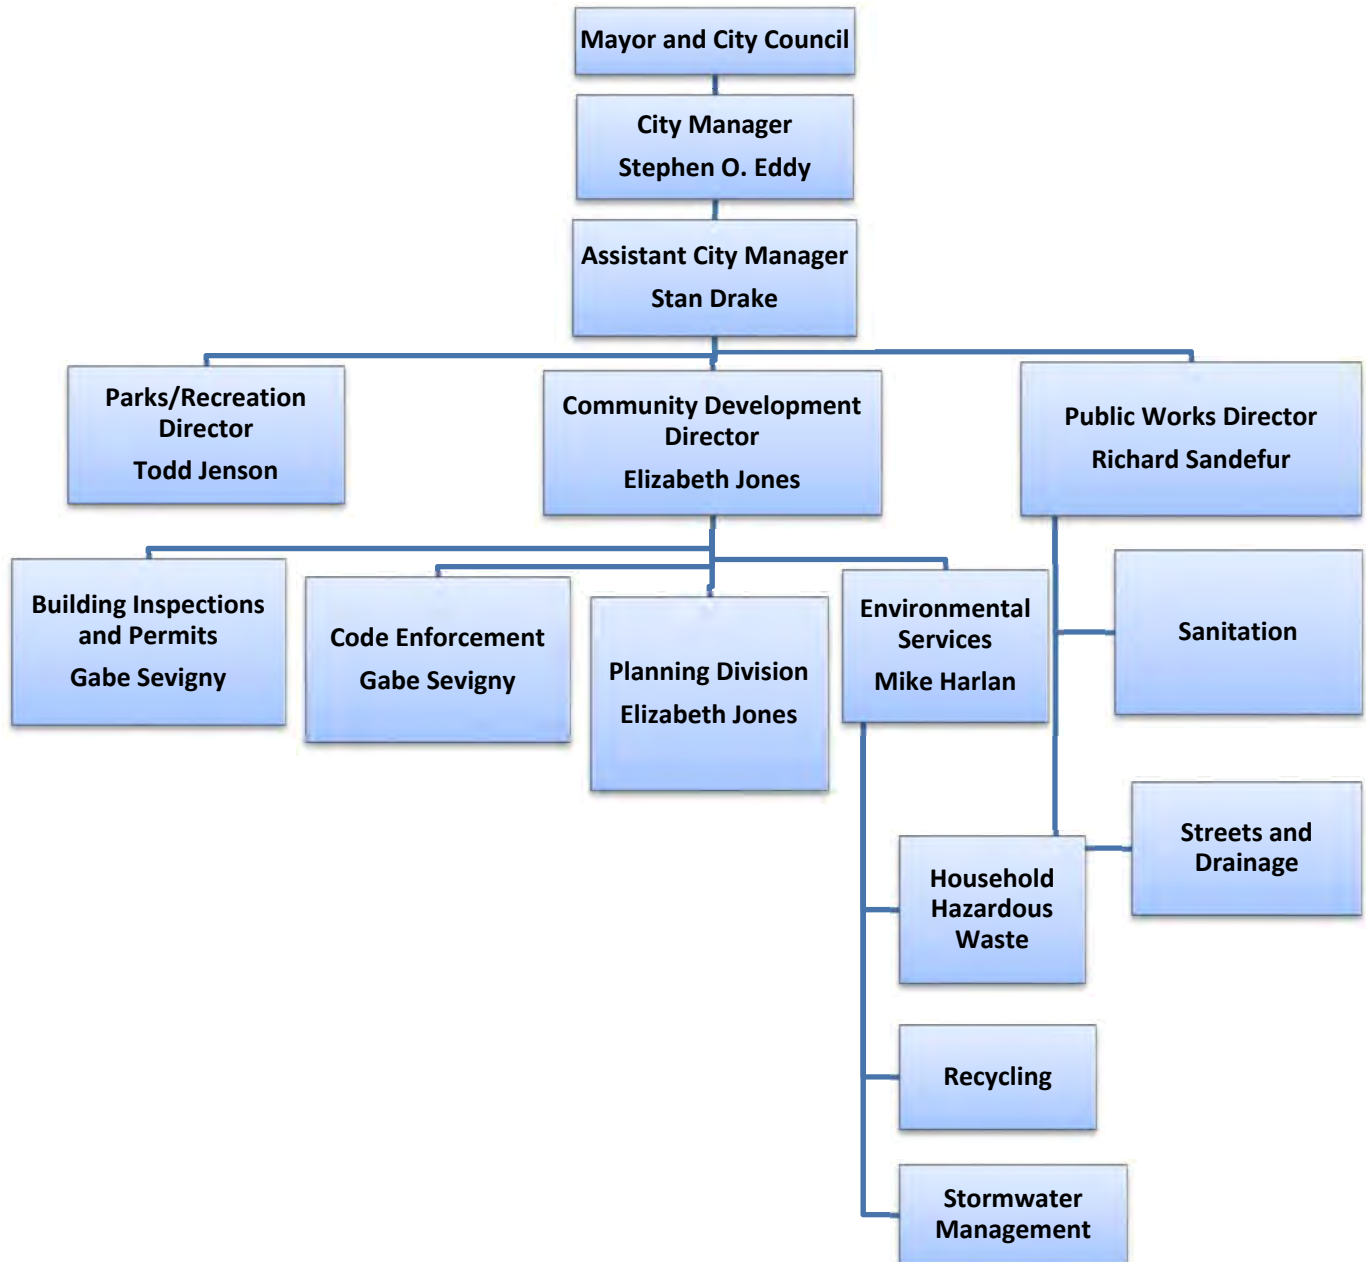 Mayor and City Council
City Manager
Stephen O. Eddy
Assistant City Manager
Stan Drake
Parks/Recreation
Director
Todd Jenson
Community Development
Director
Elizabeth Jones
Public Works Director
Richard Sandefur
Building Inspections
and Permits
Gabe Sevigny
Code Enforcement
Gabe Sevigny
Planning Division
Elizabeth Jones
Environmental
Services
Mike Harlan
Sanitation
Streets and
Drainage
Household
Hazardous
Waste
Recycling
Stormwater
Management